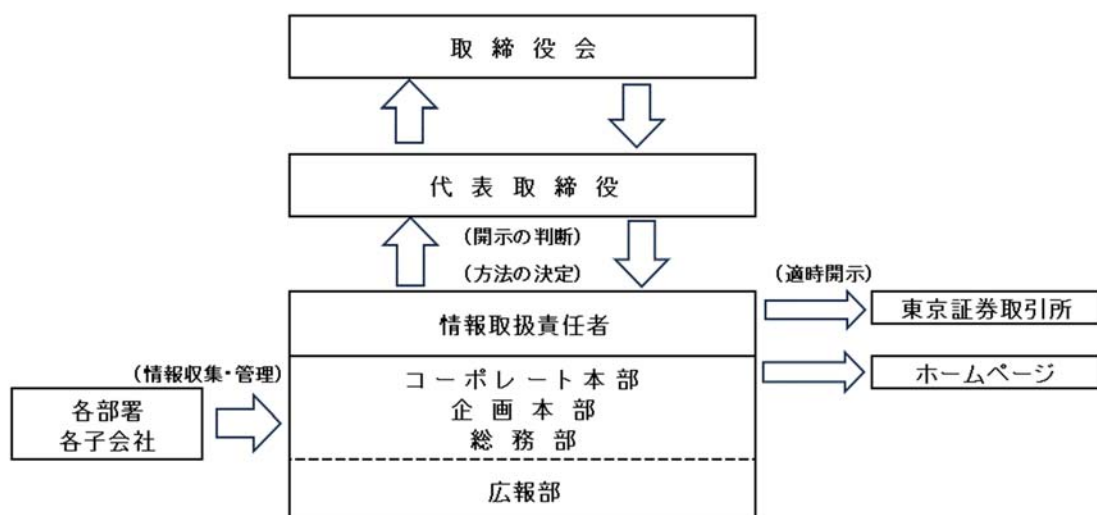 取締役会
代表取締役
(開示の判断)
(方法の決定)
(適時開示)
情報取扱責任者
東京証券取引所
(情報収集・管理)
コーポレート本部
企画本部
総務部
ホームページ
各部署
各子会社
広報部